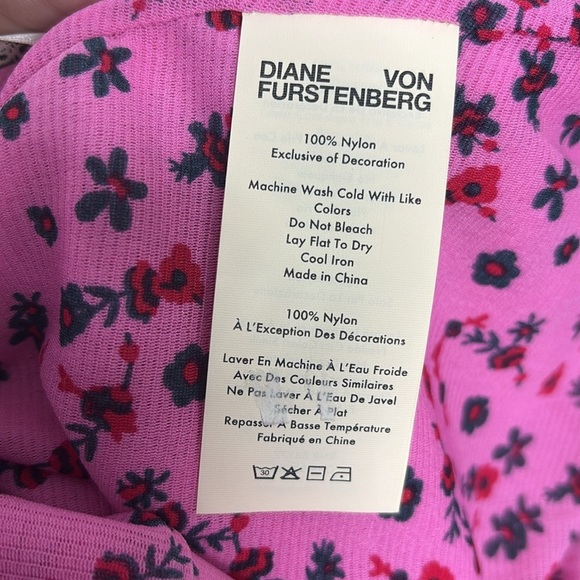 DIANE VON
FURSTENBERG
100% Nylon
Exclusive of Decoration
Machine Wash Cold With Like
Colors
Do Not Bleach
Lay Flat To Dry
Cool Iron
Made in China
100% Nylon
À L'Exception Des Décorations
Laver En Machine À L'Eau Froide
Avec Des Couleurs Similaires
Ne Pas Laver À L'Eau De Javel
Sécher À Plat
Repasser À Basse Température
Fabriqué en Chine
30